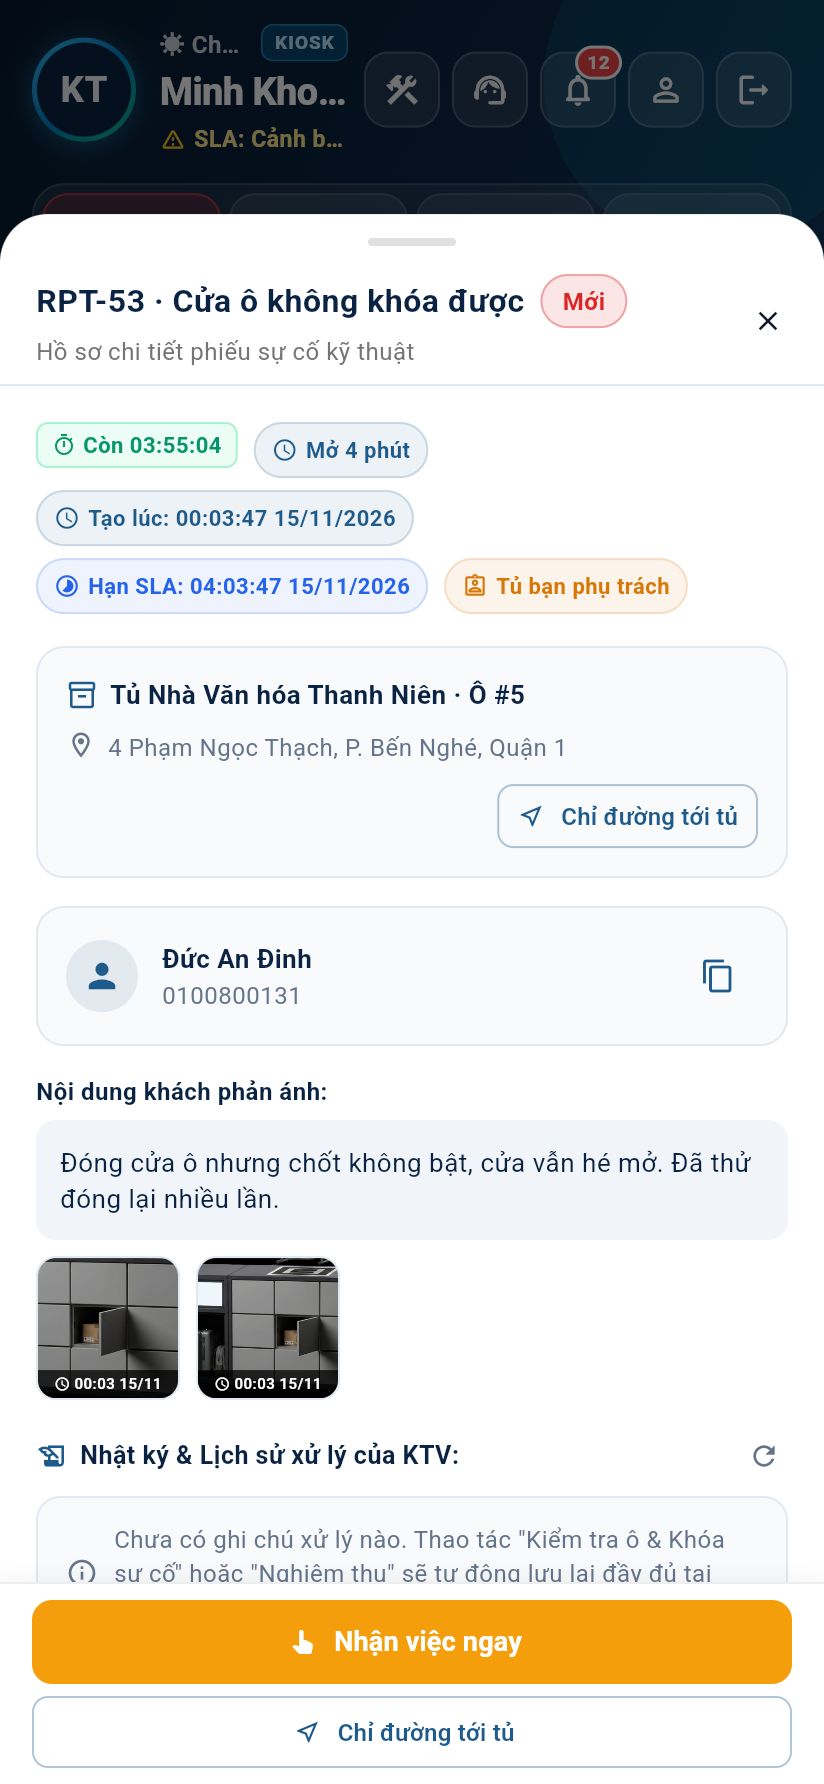 KT
Ch...
KIOSK
Minh Kho...
SLA: Cảnh b...
12
RPT-53 · Cửa ô không khóa được
Mới
Hồ sơ chi tiết phiếu sự cố kỹ thuật
Còn 03:55:04
Mở 4 phút
Tạo lúc: 00:03:47 15/11/2026
Hạn SLA: 04:03:47 15/11/2026
Tủ bạn phụ trách
Tủ Nhà Văn hóa Thanh Niên · Ô #5
4 Phạm Ngọc Thạch, P. Bến Nghé, Quận 1
Chỉ đường tới tủ
Đức An Đinh
0100800131
Nội dung khách phản ánh:
Đóng cửa ô nhưng chốt không bật, cửa vẫn hé mở. Đã thử
đóng lại nhiều lần.
00:03 15/11
00:03 15/11
Nhật ký & Lịch sử xử lý của KTV:
Chưa có ghi chú xử lý nào. Thao tác "Kiểm tra ô & Khóa
sự cố" hoặc "Nghiệm thu" sẽ tự động lưu lại đầy đủ tại
Nhận việc ngay
Chỉ đường tới tủ